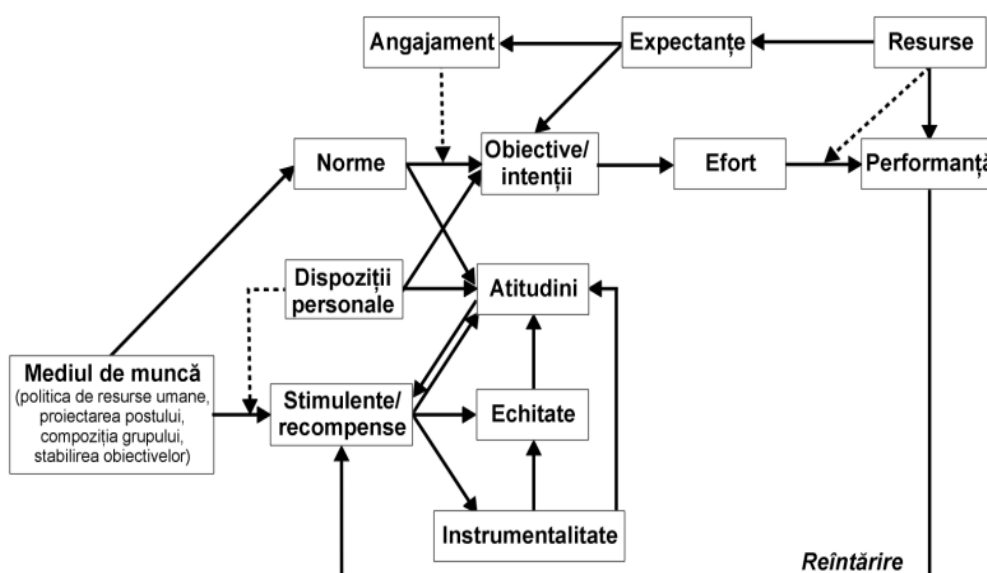 Angajament
Expectanțe
Resurse
Norme
Obiective/
intenții
Efort
Performanță
Dispoziții
personale
Atitudini
Mediul de muncă
(politica de resurse umane,
proiectarea postului,
compoziția grupului,
stabilirea obiectivelor)
Stimulente/
recompense
Echitate
Instrumentalitate
Reîntărire